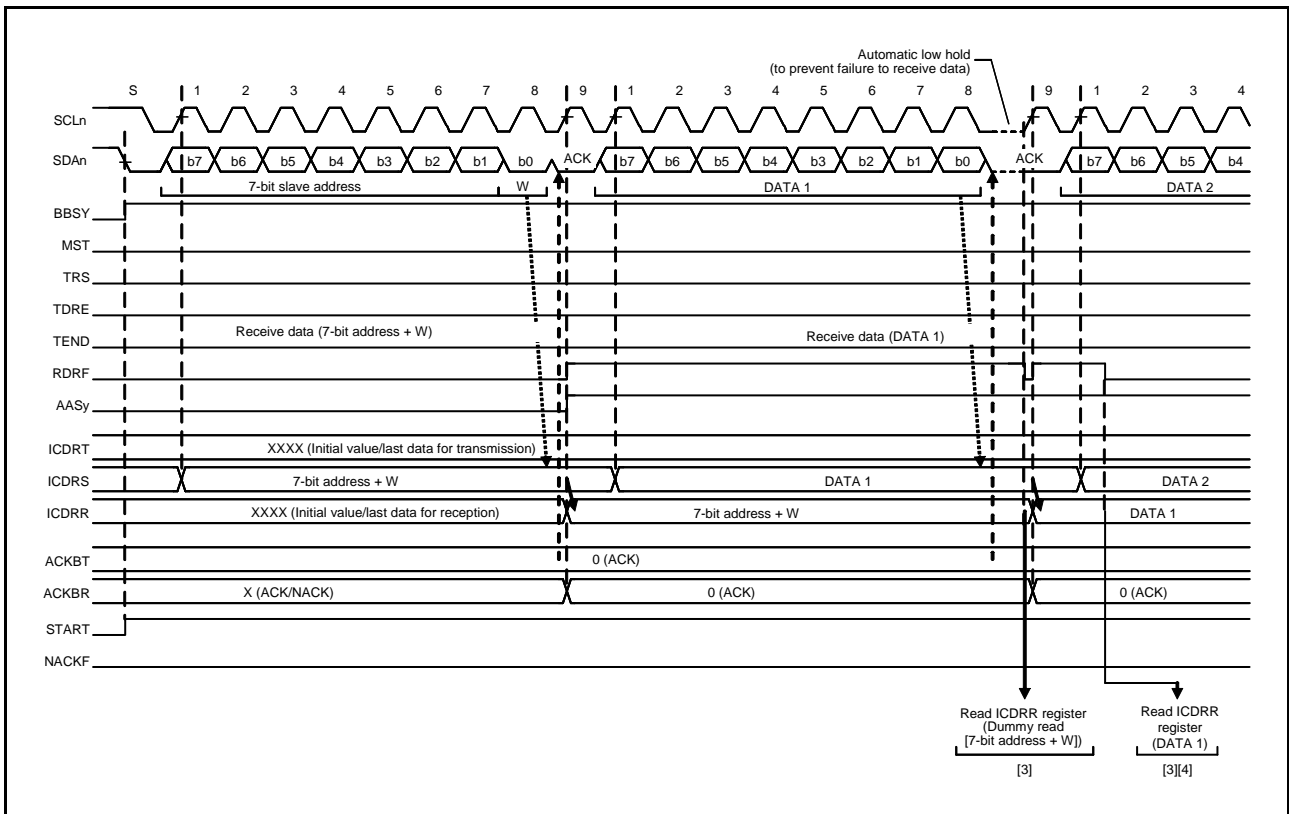 Automatic low hold
(to prevent failure to receive data)
S 1 2 3 4 5 6 7 8 9 1 2 3 4 5 6 7 8 9 1 2 3 4
SCLn
SDAn b7 b6 b5 b4 b3 b2 b1 b0 ACK b7 b6 b5 b4 b3 b2 b1 b0 ACK b7 b6 b5 b4
7-bit slave address W DATA 1 DATA 2
BBSY
MST
TRS
TDRE
Receive data (7-bit address + W) Receive data (DATA 1)
TEND
RDRF
AASy
ICDRT XXXX (Initial value/last data for transmission)
ICDRS 7-bit address + W DATA 1 DATA 2
ICDRR XXXX (Initial value/last data for reception) 7-bit address + W DATA 1
ACKBT 0 (ACK)
ACKBR X (ACK/NACK) 0 (ACK) 0 (ACK)
START
NACKF
Read ICDRR register
(Dummy read
[7-bit address + W])
[3]
Read ICDRR
register
(DATA 1)
[3][4]